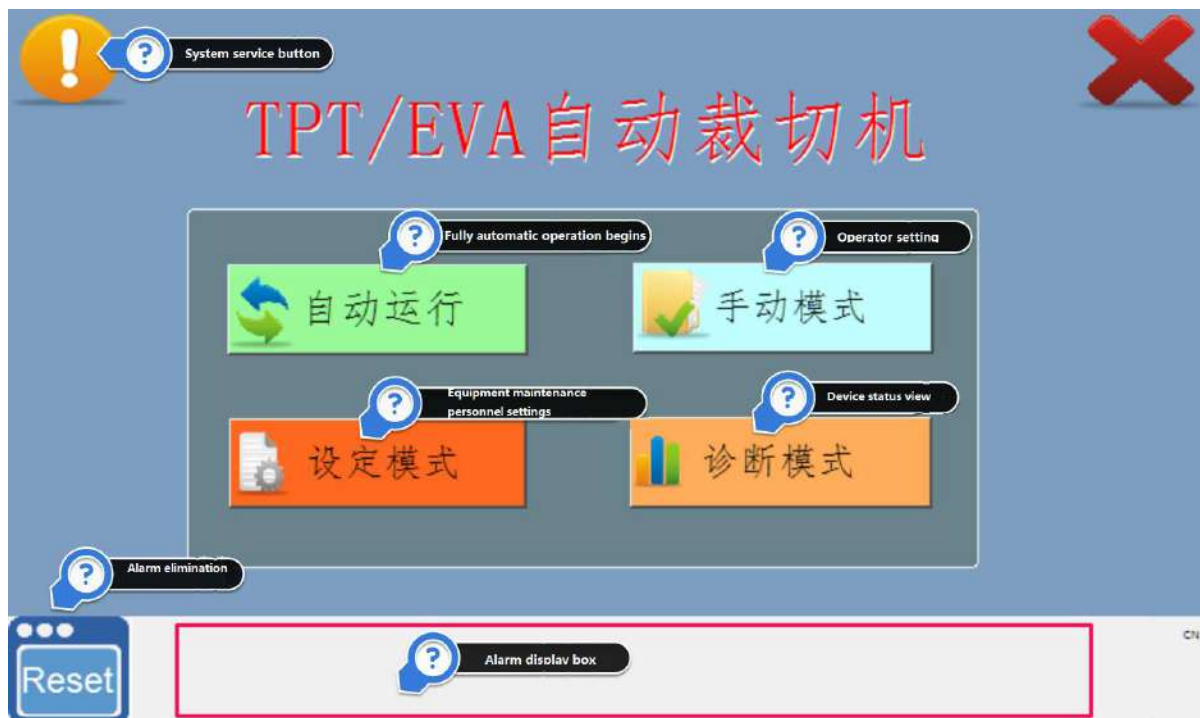 System service button
TPT/EVA自动裁切机
Fully automatic operation begins
Operator setting
自动运行
手动模式
Equipment maintenance
personnel settings
Device status view
设定模式
诊断模式
Alarm elimination
Reset
Alarm display box
CN